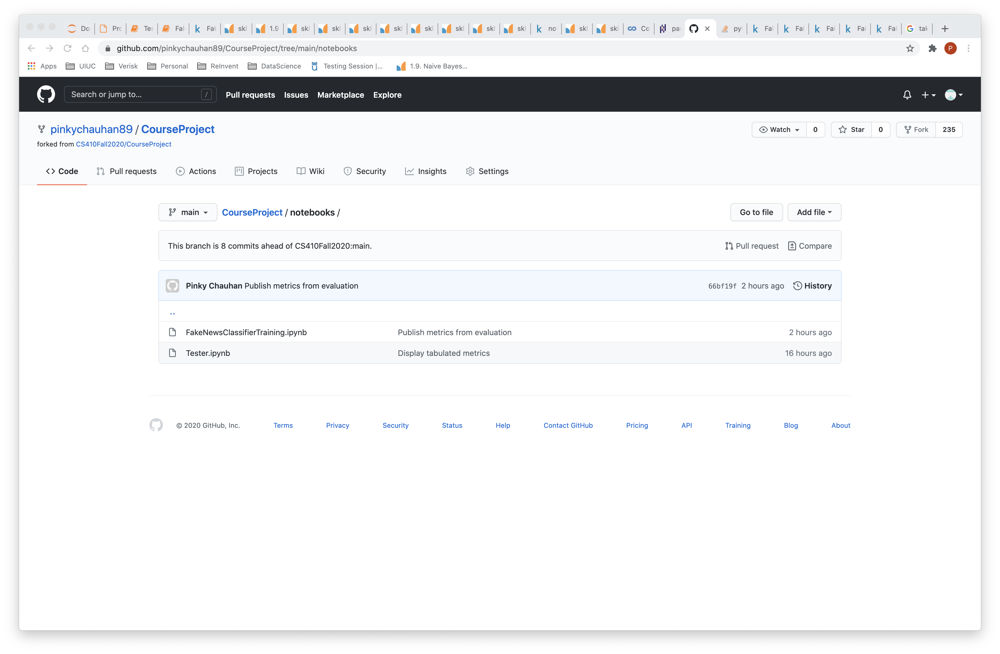 Do Pro Tes Fak Fak skl 1.9 skl skl skl skl skl skl skl skl no skl skl Co pa py Fal Fal Fal Fal Fal tak
github.com/pinkychauhan89/CourseProject/tree/main/notebooks P
Apps UIUC Verisk Personal ReInvent DataScience Testing Session |... 1.9. Naive Bayes...
Search or jump to... / Pull requests Issues Marketplace Explore
pinkychauhan89 / CourseProject Watch 0 Star 0 Fork 235
forked from CS410Fall2020/CourseProject
Code Pull requests Actions Projects Wiki Security Insights Settings
main CourseProject / notebooks / Go to file Add file
This branch is 8 commits ahead of CS410Fall2020:main. Pull request Compare
Pinky Chauhan Publish metrics from evaluation 66bf19f 2 hours ago History
..
FakeNewsClassifierTraining.ipynb Publish metrics from evaluation 2 hours ago
Tester.ipynb Display tabulated metrics 16 hours ago
© 2020 GitHub, Inc. Terms Privacy Security Status Help Contact GitHub Pricing API Training Blog About